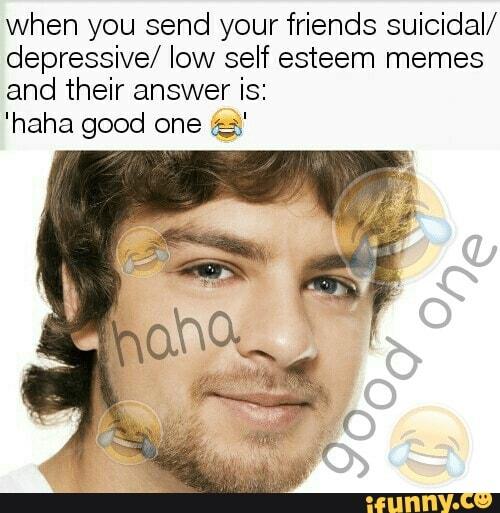 when you send your friends suicidal/
depressive/ low self esteem memes
and their answer is:
'haha good one 😂'
haha
good one
ifunny.co